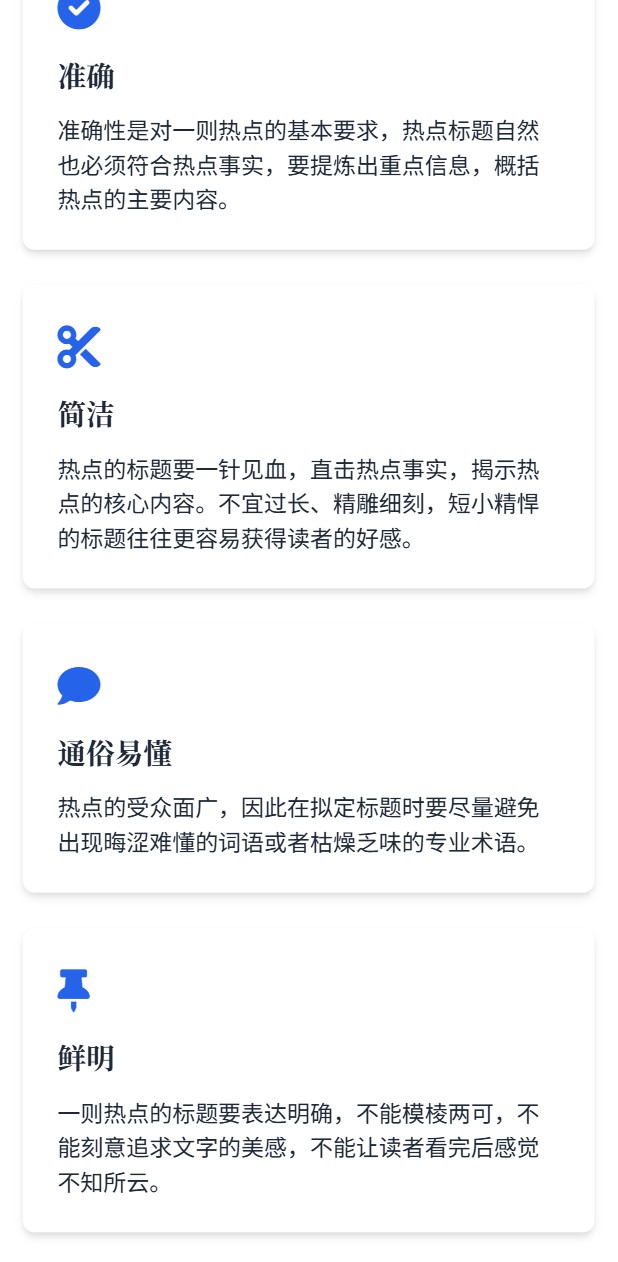 准确
准确性是对一则热点的基本要求，热点标题自然
也必须符合热点事实，要提炼出重点信息，概括
热点的主要内容。
简洁
热点的标题要一针见血，直击热点事实，揭示热
点的核心内容。不宜过长、精雕细刻，短小精悍
的标题往往更容易获得读者的好感。
通俗易懂
热点的受众面广，因此在拟定标题时要尽量避免
出现晦涩难懂的词语或者枯燥乏味的专业术语。
鲜明
一则热点的标题要表达明确，不能模棱两可，不
能刻意追求文字的美感，不能让读者看完后感觉
不知所云。